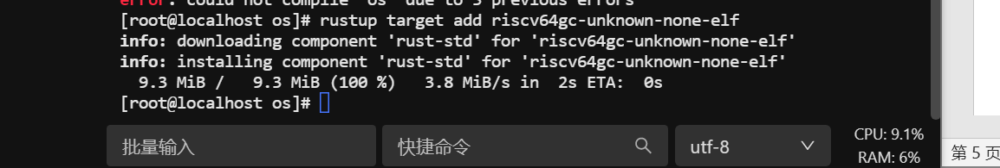 error: could not compile `os` due to 3 previous errors
[root@localhost os]# rustup target add riscv64gc-unknown-none-elf
info: downloading component 'rust-std' for 'riscv64gc-unknown-none-elf'
info: installing component 'rust-std' for 'riscv64gc-unknown-none-elf'
9.3 MiB /   9.3 MiB (100 %)   3.8 MiB/s in  2s ETA:  0s
[root@localhost os]#
批量输入
快捷命令
utf-8
CPU: 9.1%
RAM: 6%
第 5 页